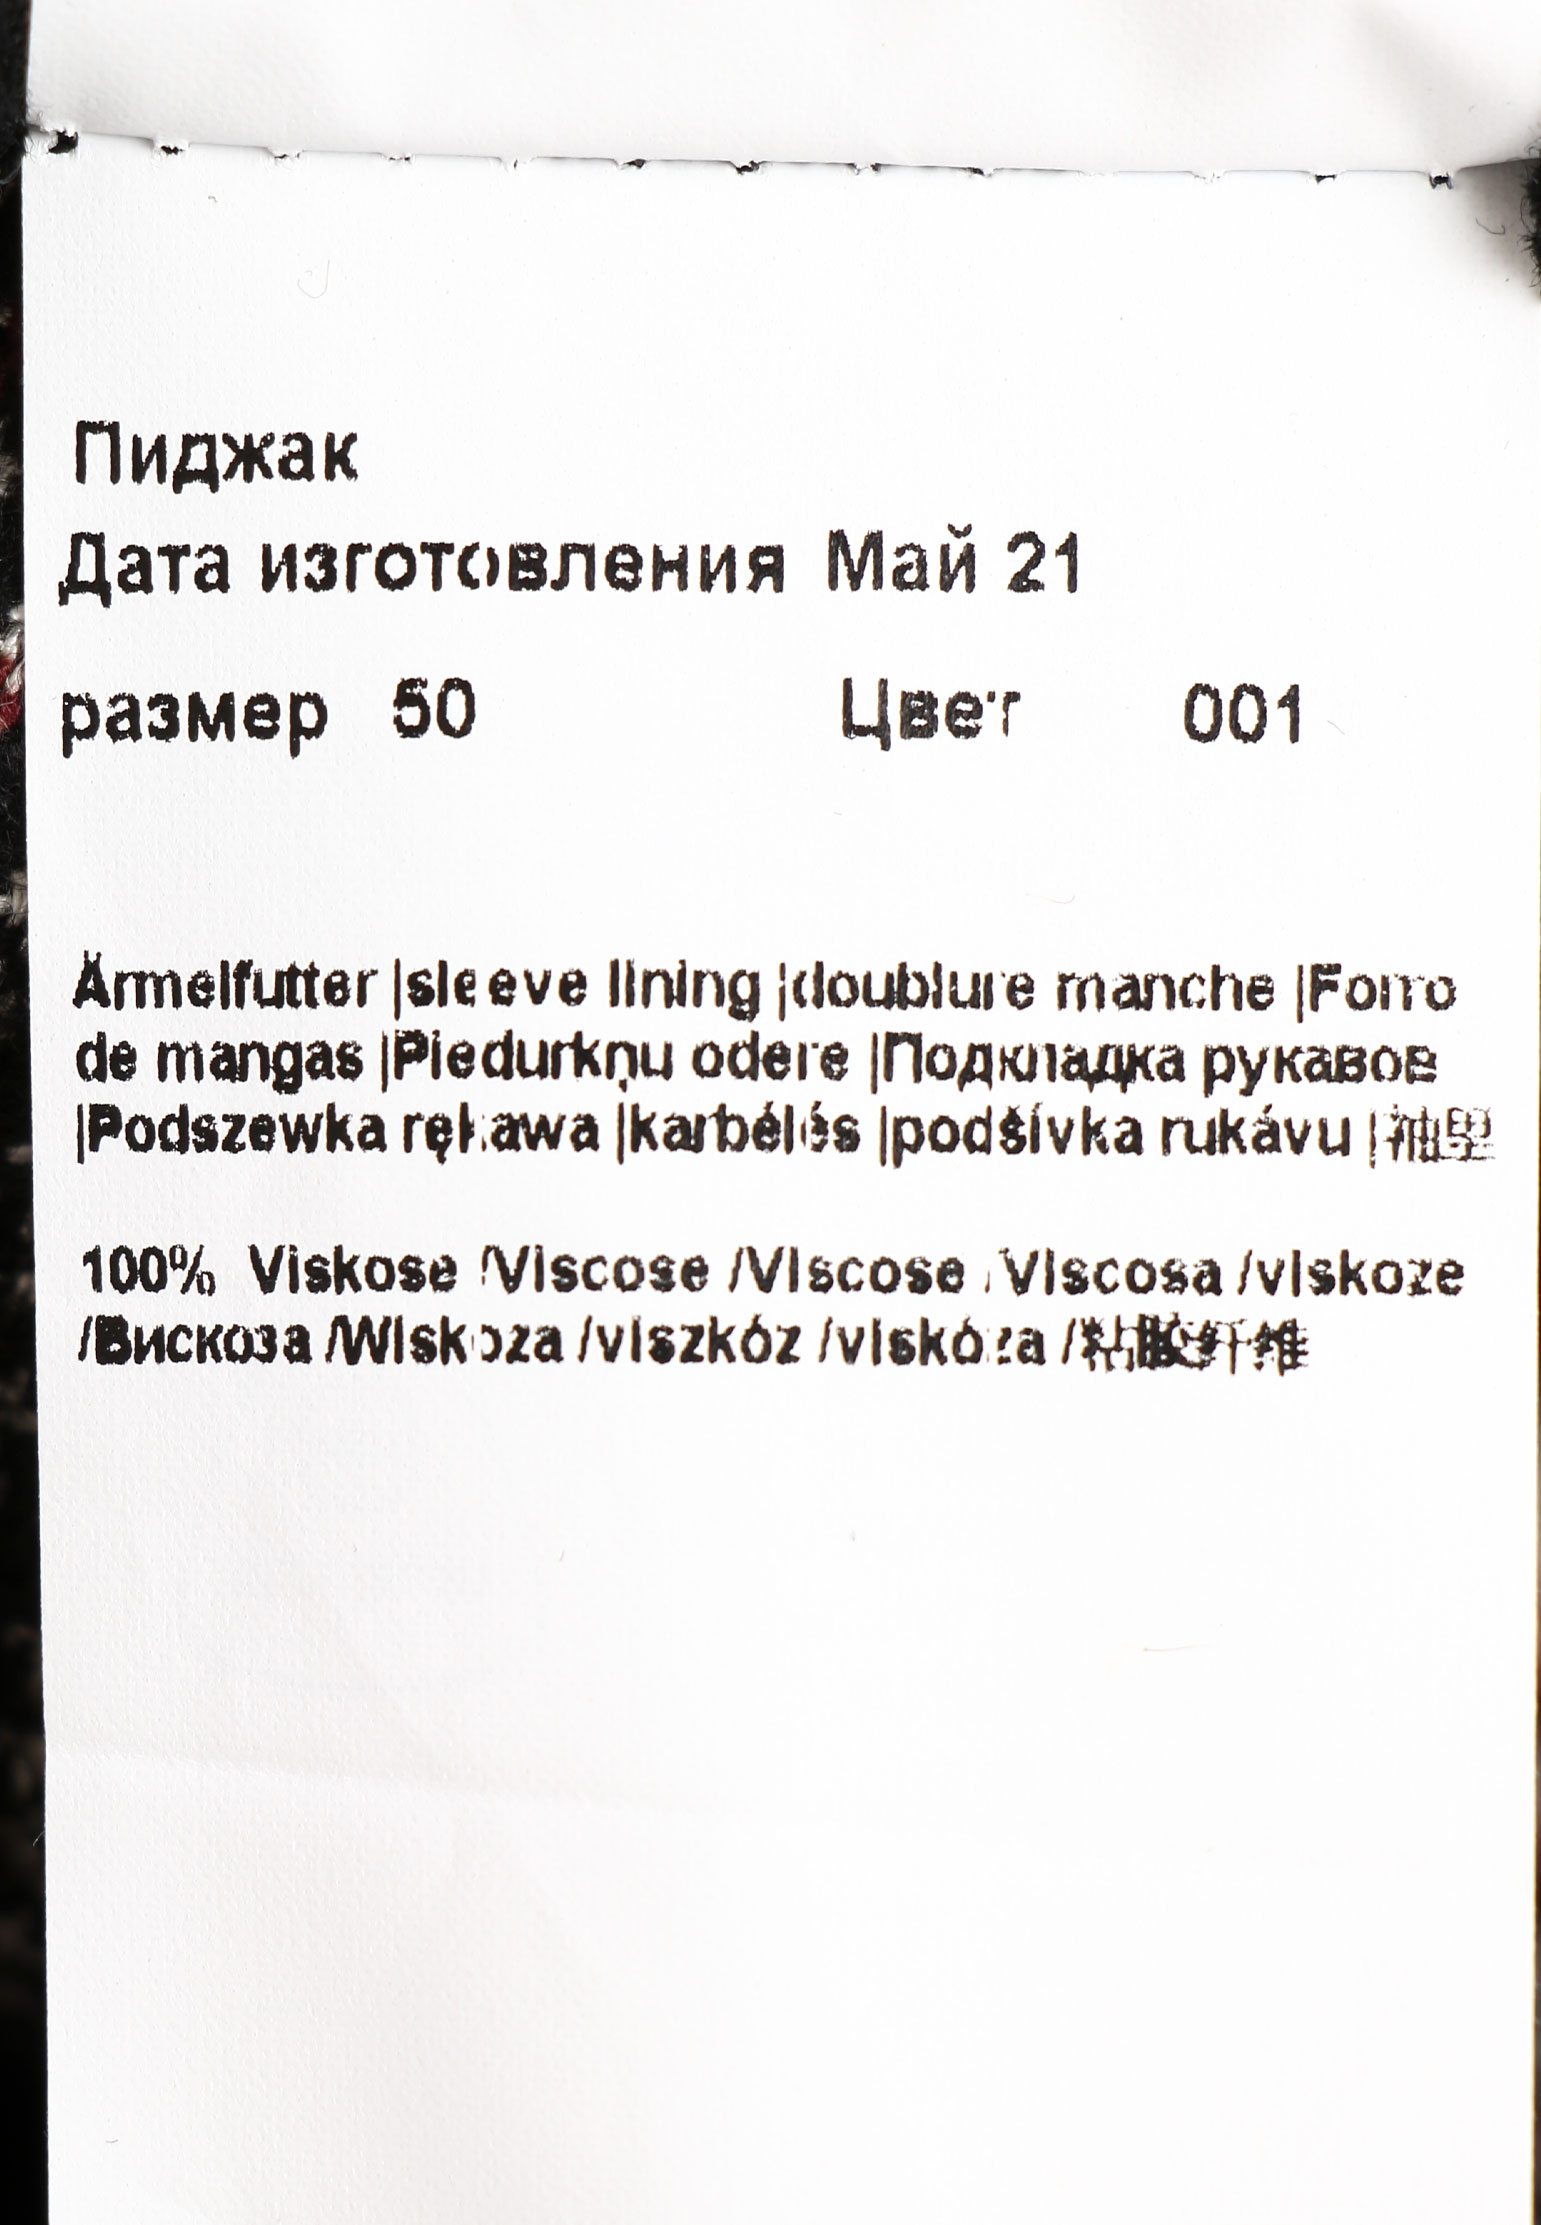 Пиджак
Дата изготовления Май 21
размер 50 Цвет 001
Ärmelfutter |sleeve lining |doublure manche |Forro
de mangas |Piedurkņu odere |Подкладка рукавов
|Podszewka rękawa |karbélés |podšívka rukávu |袖里
100% Viskose /Viscose /Viscose /Viscosa /viskoze
/Вискоза /Wiskoza /viszkóz /viskóza /粘胶纤维